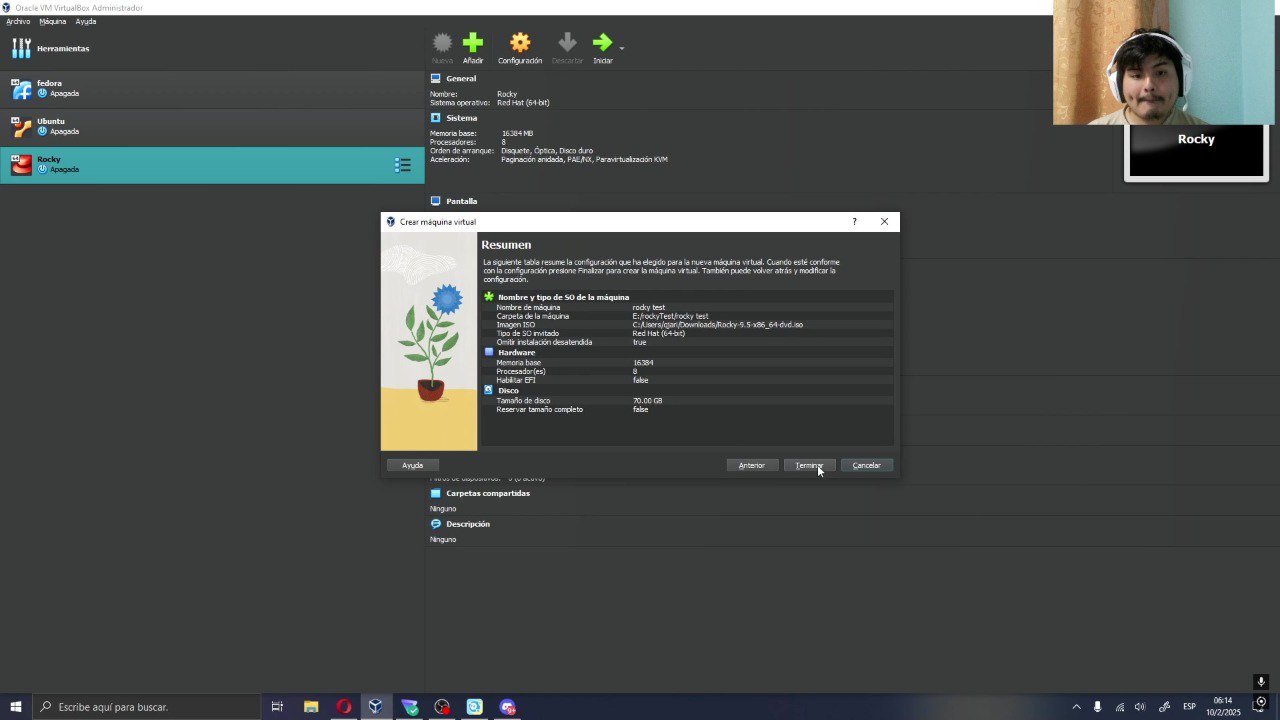 Oracle VM VirtualBox Administrador
Archivo Máquina Ayuda
Herramientas
fedora
Apagada
Ubuntu
Apagada
Rocky
Apagada
Nueva Añadir Configuración Descartar Iniciar
General
Nombre: Rocky
Sistema operativo: Red Hat (64-bit)
Sistema
Memoria base: 16384 MB
Procesadores: 8
Orden de arranque: Disquete, Óptica, Disco duro
Aceleración: Paginación anidada, PAE/NX, Paravirtualización KVM
Rocky
Pantalla
Crear máquina virtual
?
Resumen
La siguiente tabla resume la configuración que ha elegido para la nueva máquina virtual. Cuando esté conforme
con la configuración presione Finalizar para crear la máquina virtual. También puede volver atrás y modificar la
configuración.
Nombre y tipo de SO de la máquina
Nombre de máquina rocky test
Carpeta de la máquina E:/rockyTest/rocky test
Imagen ISO C:/Users/qjan/Downloads/Rocky-9.5-x86_64-dvd.iso
Tipo de SO invitado Red Hat (64-bit)
Omitir instalación desatendida true
Hardware
Memoria base 16384
Procesador(es) 8
Habilitar EFI false
Disco
Tamaño de disco 70.00 GB
Reservar tamaño completo false
Ayuda Anterior Terminar Cancelar
Carpetas compartidas
Ninguno
Descripción
Ninguno
Escribe aquí para buscar.
ESP
06:14
10/2/2025